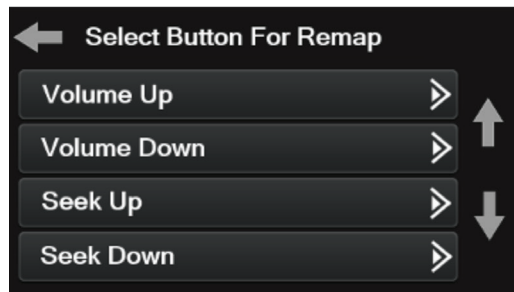 Select Button For Remap
Volume Up
Volume Down
Seek Up
Seek Down